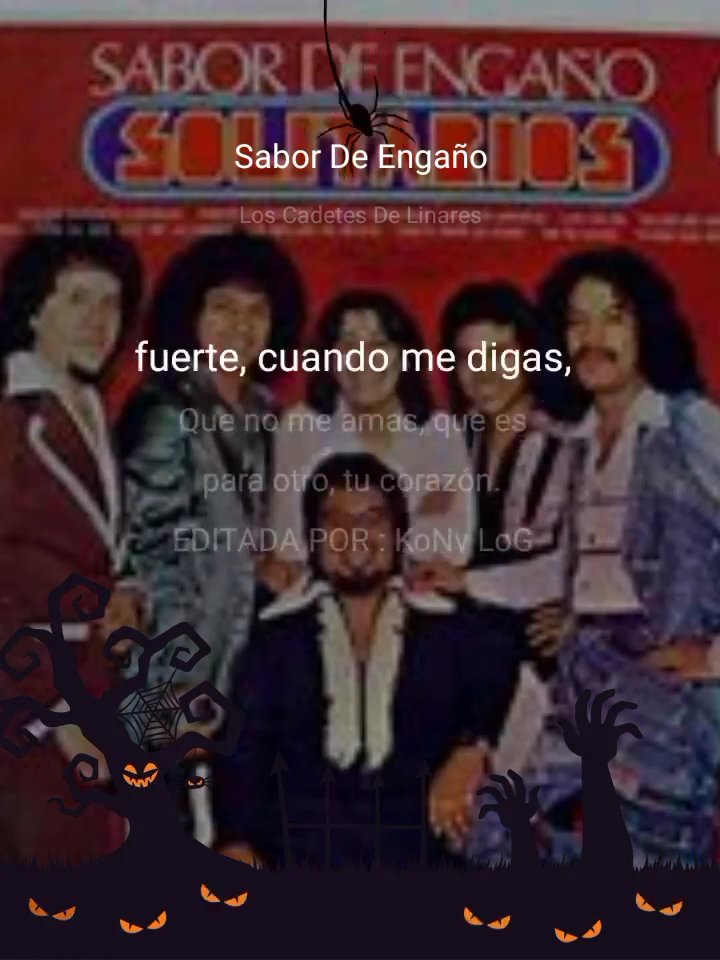 SABOR DE ENGAÑO
SOLITARIOS
Sabor De Engaño
Los Cadetes De Linares
fuerte, cuando me digas,
Que no me amas, que es
para otro, tu corazón.
EDITADA POR : KoNv LoG